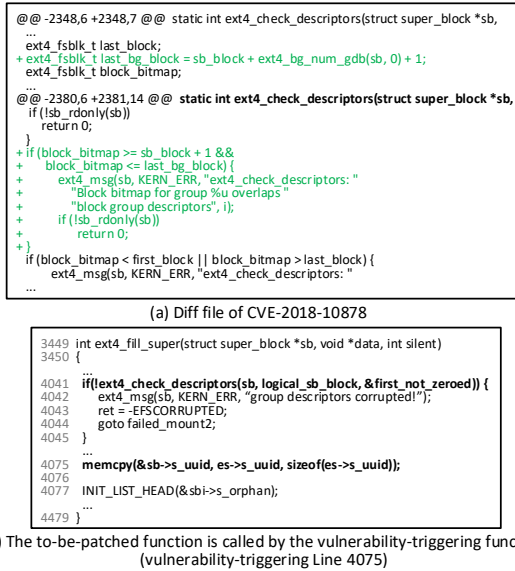 @@ -2348,6 +2348,7 @@ static int ext4_check_descriptors(struct super_block *sb,
...
ext4_fsblk_t last_block;
+ ext4_fsblk_t last_bg_block = sb_block + ext4_bg_num_gdb(sb, 0) + 1;
ext4_fsblk_t block_bitmap;
...
@@ -2380,6 +2381,14 @@ static int ext4_check_descriptors(struct super_block *sb,
if (!sb_rdonly(sb))
return 0;
}
+ if (block_bitmap >= sb_block + 1 &&
+ block_bitmap <= last_bg_block) {
+ ext4_msg(sb, KERN_ERR, "ext4_check_descriptors: "
+ "Block bitmap for group %u overlaps "
+ "block group descriptors", i);
+ if (!sb_rdonly(sb))
+ return 0;
+ }
if (block_bitmap < first_block || block_bitmap > last_block) {
ext4_msg(sb, KERN_ERR, "ext4_check_descriptors: "
...
(a) Diff file of CVE-2018-10878
3449 int ext4_fill_super(struct super_block *sb, void *data, int silent)
3450 {
...
4041 if(!ext4_check_descriptors(sb, logical_sb_block, &first_not_zeroed)) {
4042 ext4_msg(sb, KERN_ERR, “group descriptors corrupted!”);
4043 ret = -EFSCORRUPTED;
4044 goto failed_mount2;
4045 }
...
4075 memcpy(&sb->s_uuid, es->s_uuid, sizeof(es->s_uuid));
4076
4077 INIT_LIST_HEAD(&sbi->s_orphan);
...
4479 }
) The to-be-patched function is called by the vulnerability-triggering func
(vulnerability-triggering Line 4075)